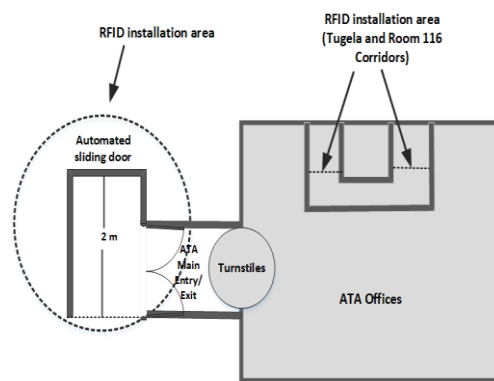 RFID installation area
RFID installation area
(Tugela and Room 116
Corridors)
Automated
sliding door
2 m
ATA
Main
Entry/
Exit
Turnstiles
ATA Offices